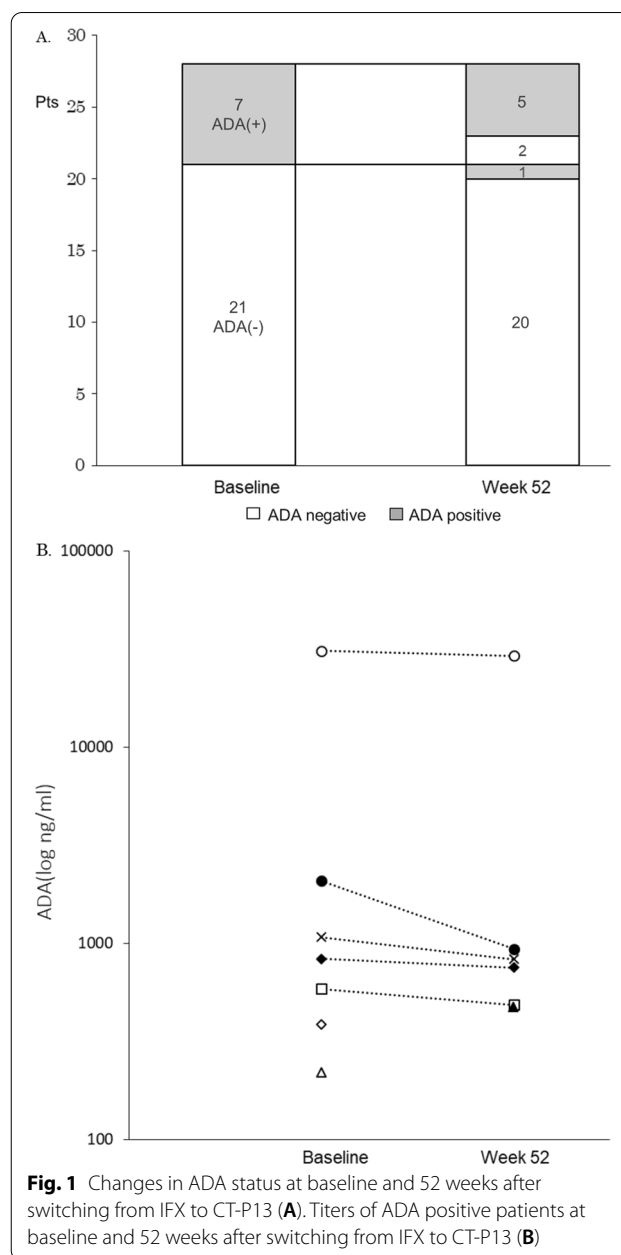 A.
30
Pts 25
20
15
10
5
0
7
ADA(+)
21
ADA(-)
5
2
1
20
Baseline Week 52
ADA negative ADA positive
B.
100000
10000
1000
100
ADA(log ng/ml)
Baseline Week 52
Fig. 1 Changes in ADA status at baseline and 52 weeks after
switching from IFX to CT-P13 (A). Titers of ADA positive patients at
baseline and 52 weeks after switching from IFX to CT-P13 (B)